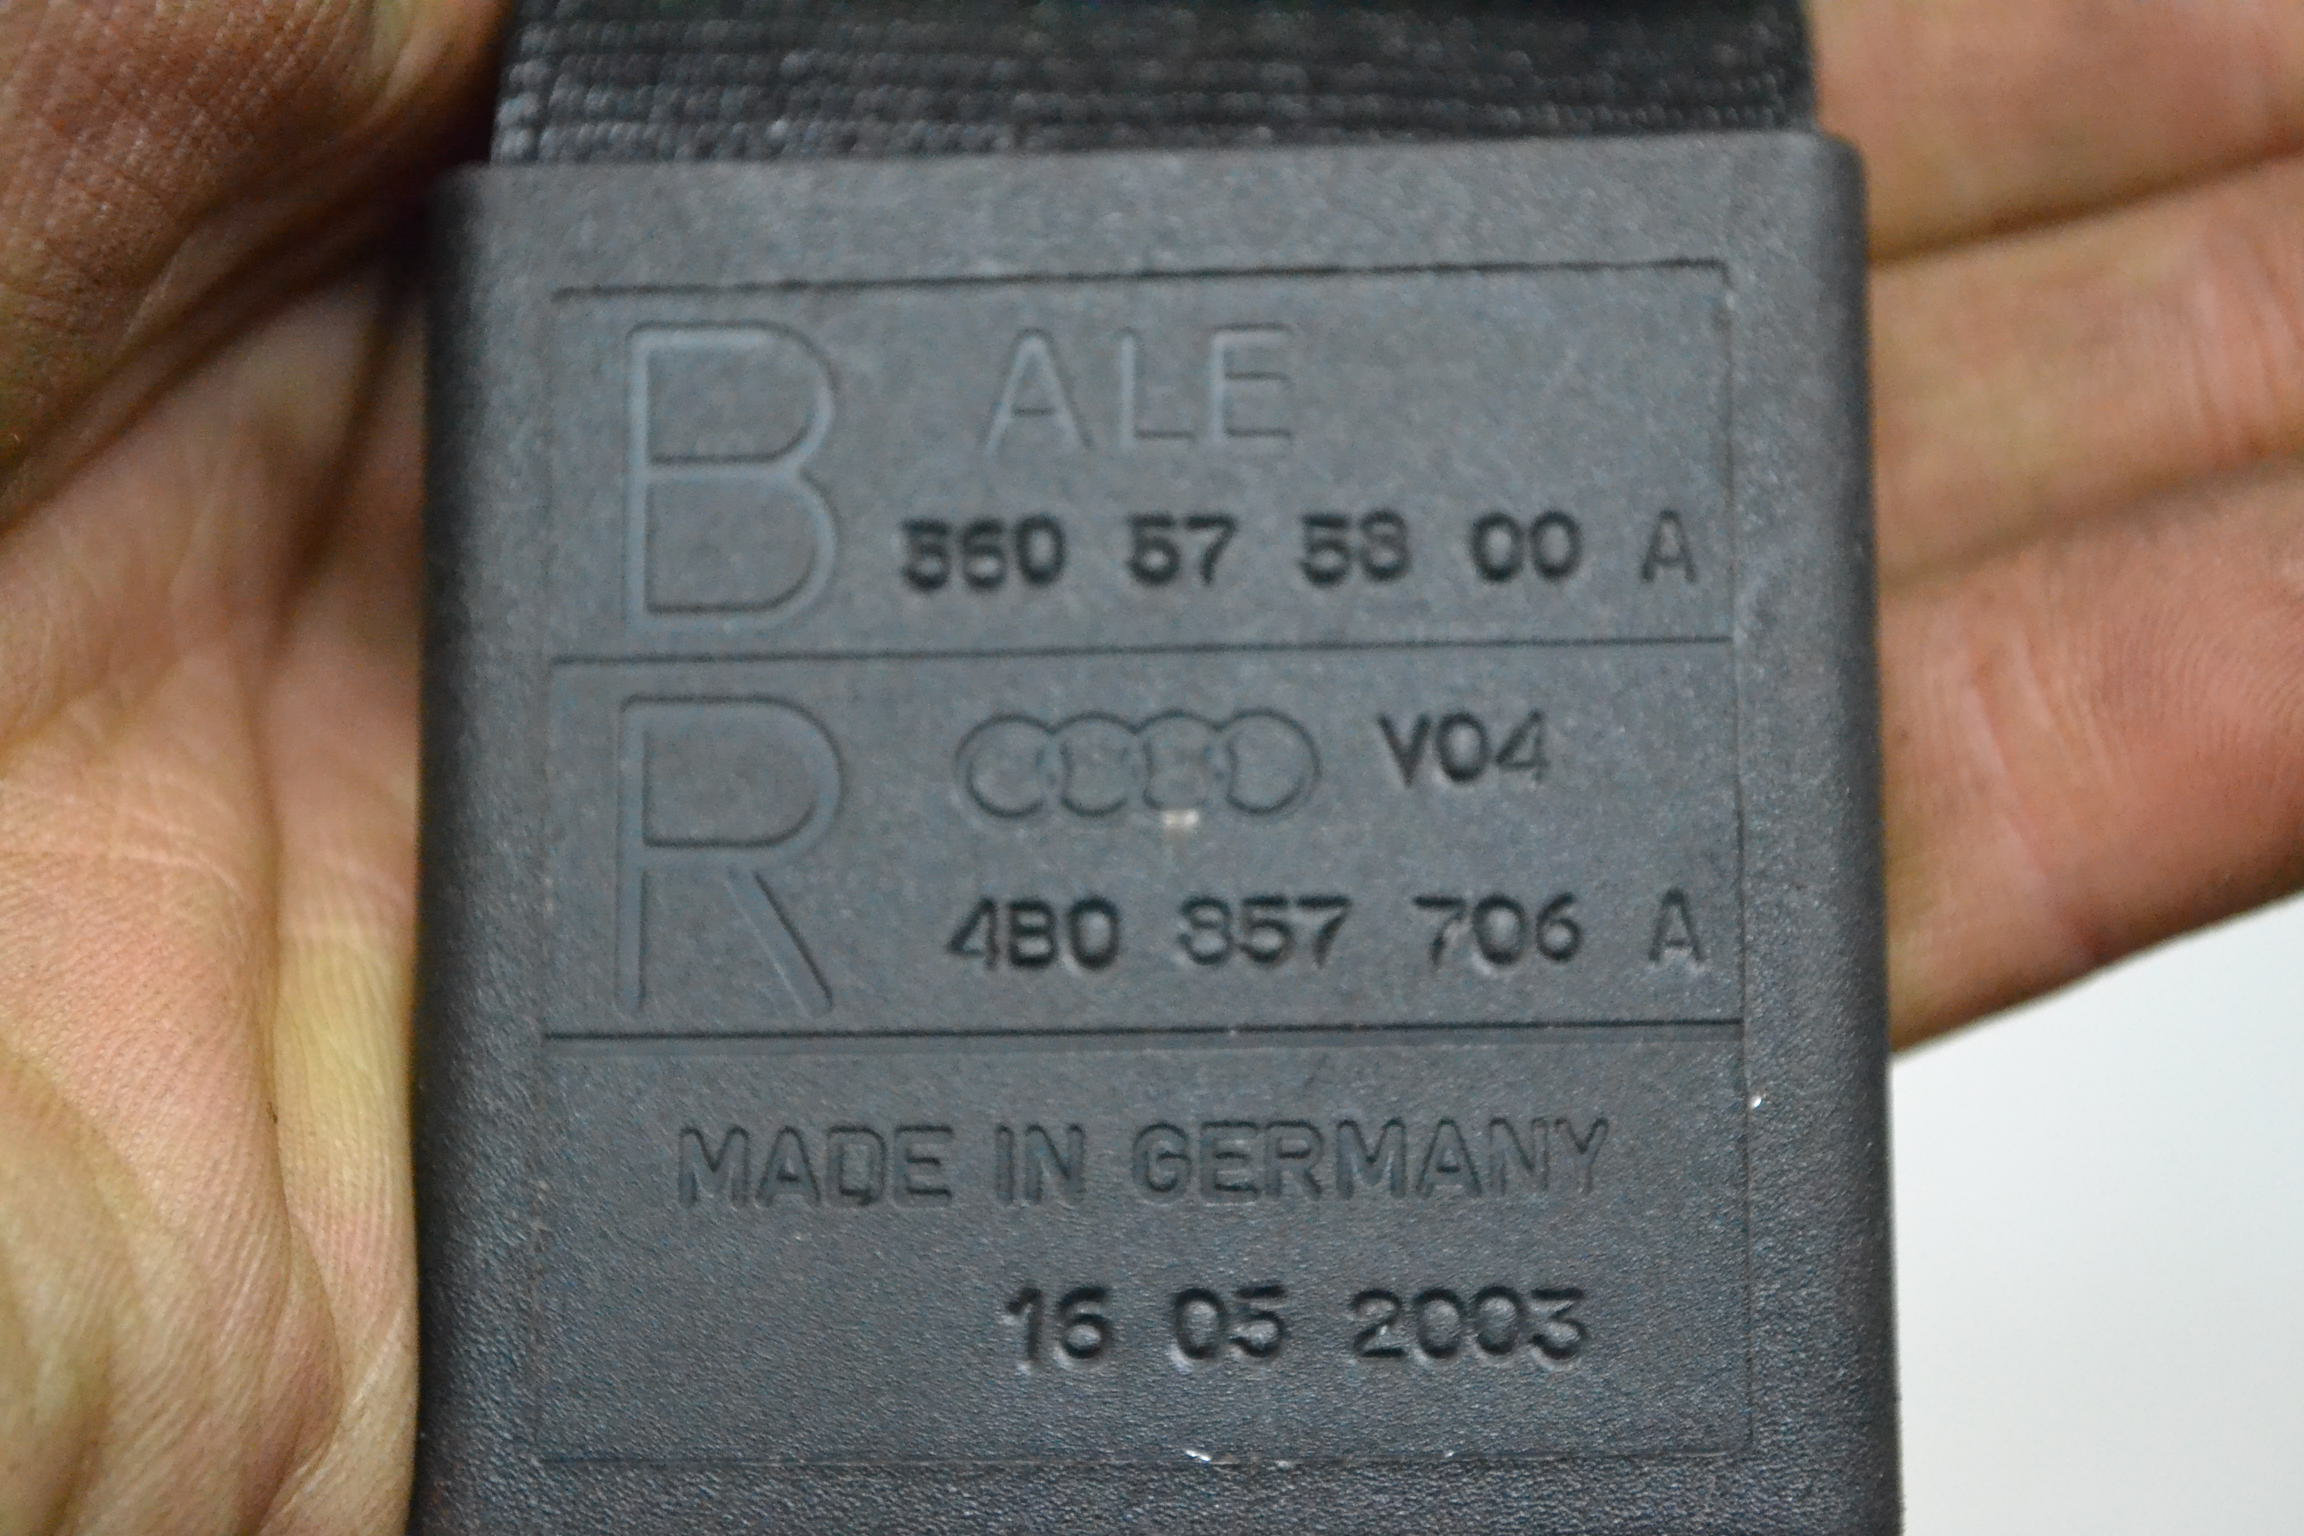 B ALE
560 57 58 00 A
R V04
4B0 857 706 A
MADE IN GERMANY
16 05 2003